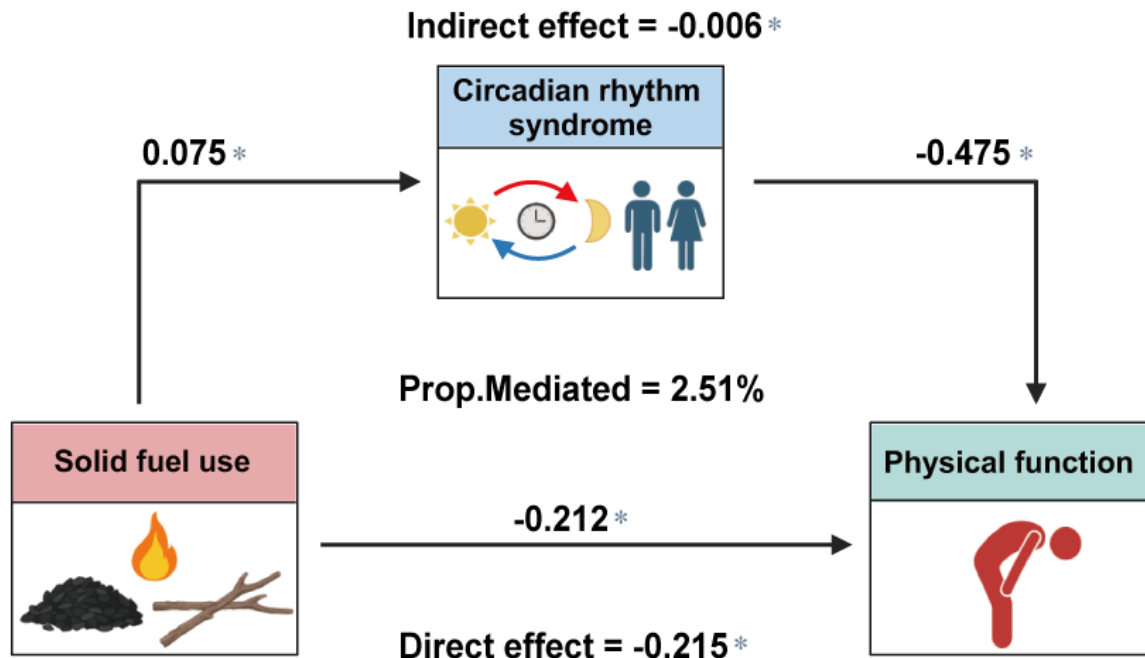 Indirect effect = -0.006 *
Circadian rhythm
syndrome
0.075 *
-0.475 *
Prop.Mediated = 2.51%
Solid fuel use
Physical function
-0.212 *
Direct effect = -0.215 *